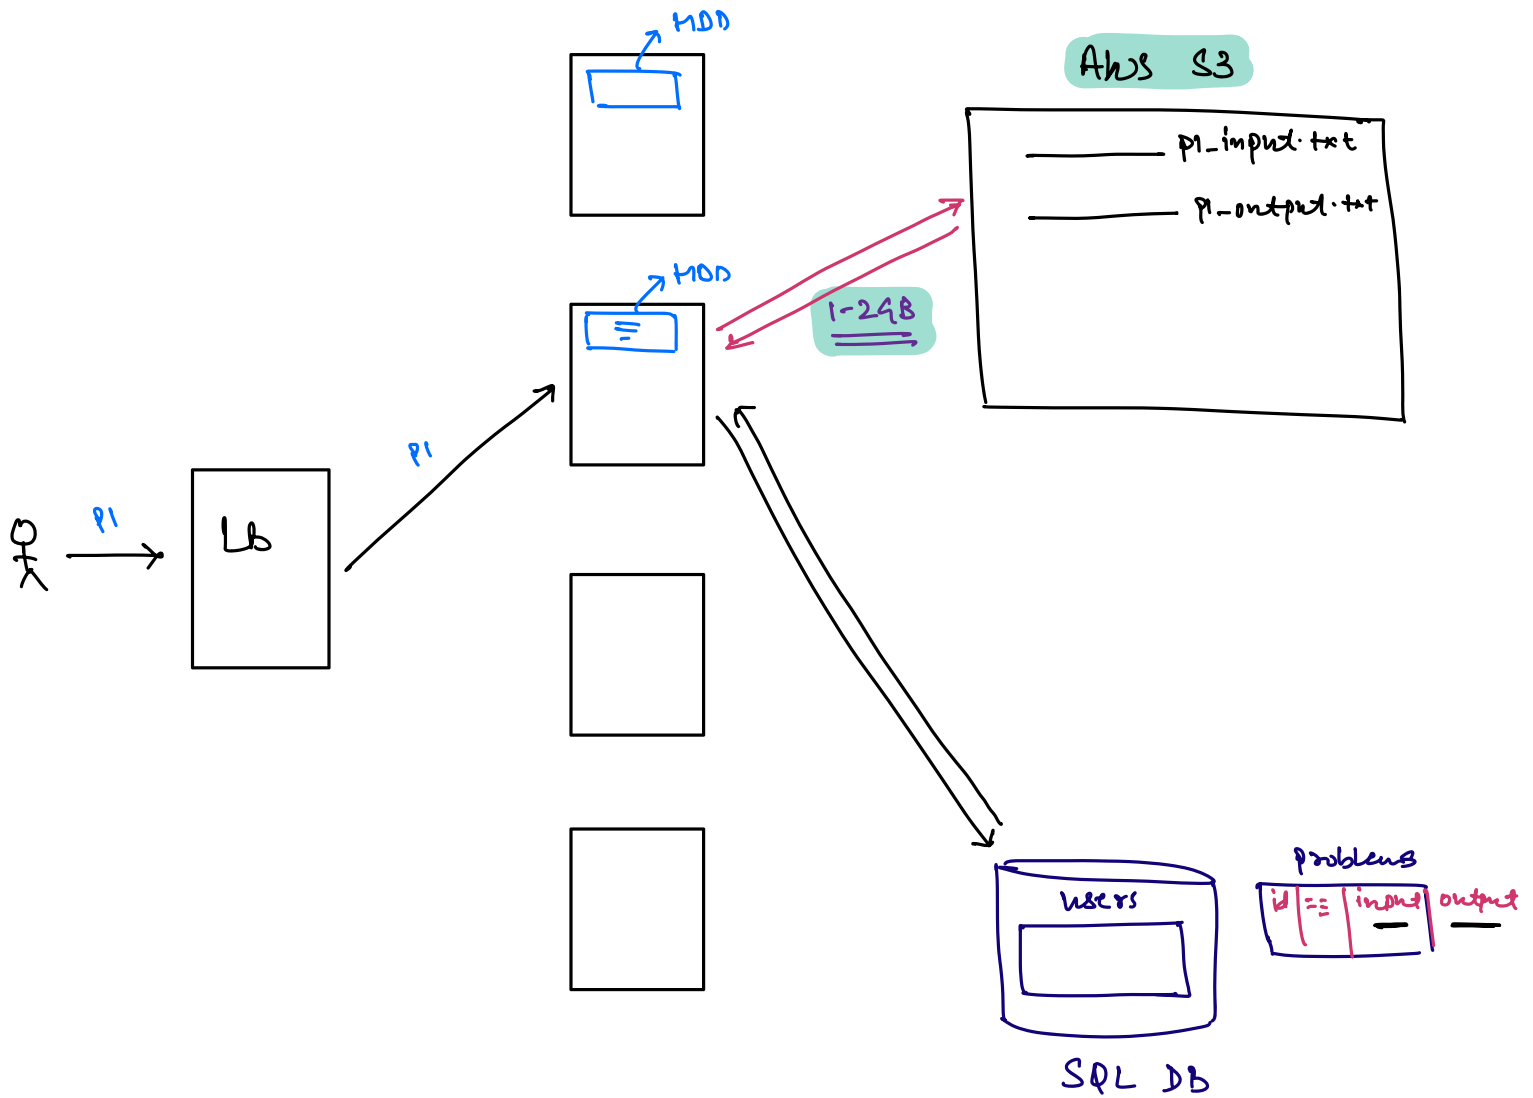 HDD
AWS S3
P1_input.txt
P1_output.txt
HDD
1-2GB
P1
P1
Lb
problems
id
input
output
users
SQL DB